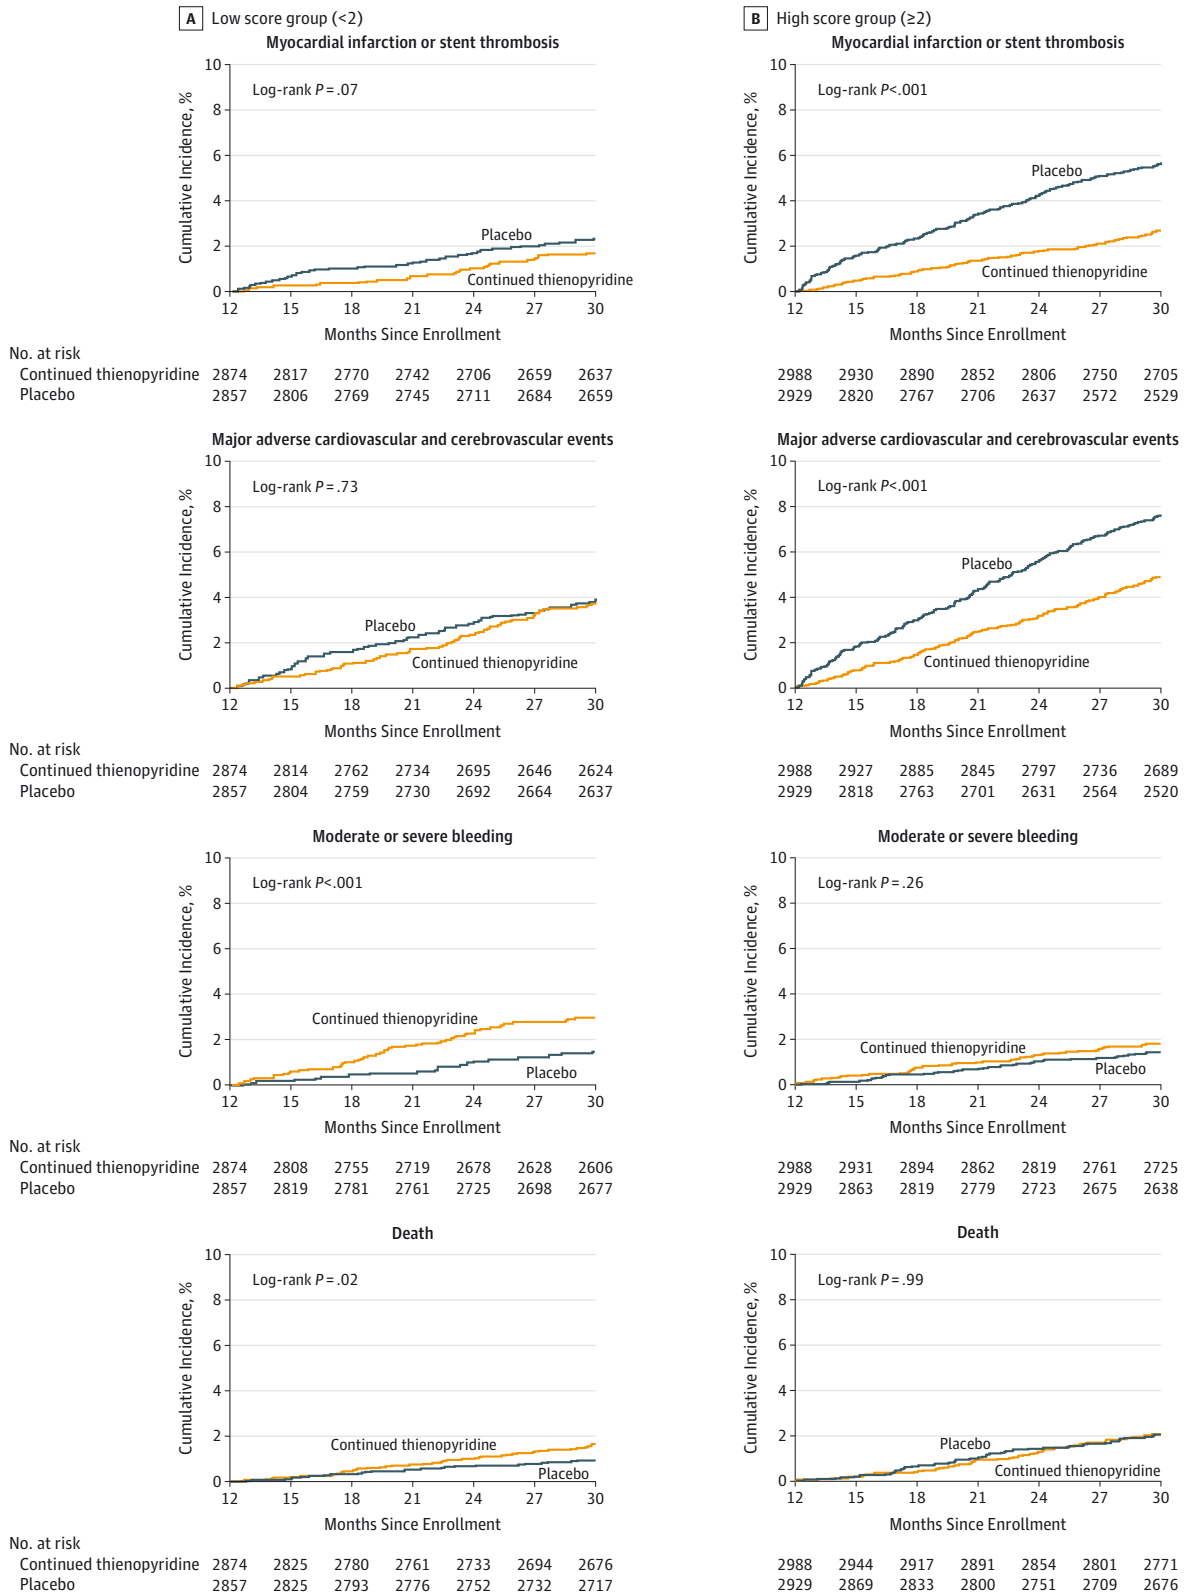 A Low score group (<2)
Myocardial infarction or stent thrombosis
10
8
6
4
2
0
Cumulative Incidence, %
Log-rank P = .07
Placebo
Continued thienopyridine
12 15 18 21 24 27 30
Months Since Enrollment
No. at risk
Continued thienopyridine 2874 2817 2770 2742 2706 2659 2637
Placebo 2857 2806 2769 2745 2711 2684 2659
B High score group (≥2)
Myocardial infarction or stent thrombosis
10
8
6
4
2
0
Cumulative Incidence, %
Log-rank P<.001
Placebo
Continued thienopyridine
12 15 18 21 24 27 30
Months Since Enrollment
2988 2930 2890 2852 2806 2750 2705
2929 2820 2767 2706 2637 2572 2529
Major adverse cardiovascular and cerebrovascular events
10
8
6
4
2
0
Cumulative Incidence, %
Log-rank P = .73
Placebo
Continued thienopyridine
12 15 18 21 24 27 30
Months Since Enrollment
No. at risk
Continued thienopyridine 2874 2814 2762 2734 2695 2646 2624
Placebo 2857 2804 2759 2730 2692 2664 2637
Major adverse cardiovascular and cerebrovascular events
10
8
6
4
2
0
Cumulative Incidence, %
Log-rank P<.001
Placebo
Continued thienopyridine
12 15 18 21 24 27 30
Months Since Enrollment
2988 2927 2885 2845 2797 2736 2689
2929 2818 2763 2701 2631 2564 2520
Moderate or severe bleeding
10
8
6
4
2
0
Cumulative Incidence, %
Log-rank P<.001
Continued thienopyridine
Placebo
12 15 18 21 24 27 30
Months Since Enrollment
No. at risk
Continued thienopyridine 2874 2808 2755 2719 2678 2628 2606
Placebo 2857 2819 2781 2761 2725 2698 2677
Moderate or severe bleeding
10
8
6
4
2
0
Cumulative Incidence, %
Log-rank P = .26
Continued thienopyridine
Placebo
12 15 18 21 24 27 30
Months Since Enrollment
2988 2931 2894 2862 2819 2761 2725
2929 2863 2819 2779 2723 2675 2638
Death
10
8
6
4
2
0
Cumulative Incidence, %
Log-rank P = .02
Continued thienopyridine
Placebo
12 15 18 21 24 27 30
Months Since Enrollment
No. at risk
Continued thienopyridine 2874 2825 2780 2761 2733 2694 2676
Placebo 2857 2825 2793 2776 2752 2732 2717
Death
10
8
6
4
2
0
Cumulative Incidence, %
Log-rank P = .99
Placebo
Continued thienopyridine
12 15 18 21 24 27 30
Months Since Enrollment
2988 2944 2917 2891 2854 2801 2771
2929 2869 2833 2800 2751 2709 2676